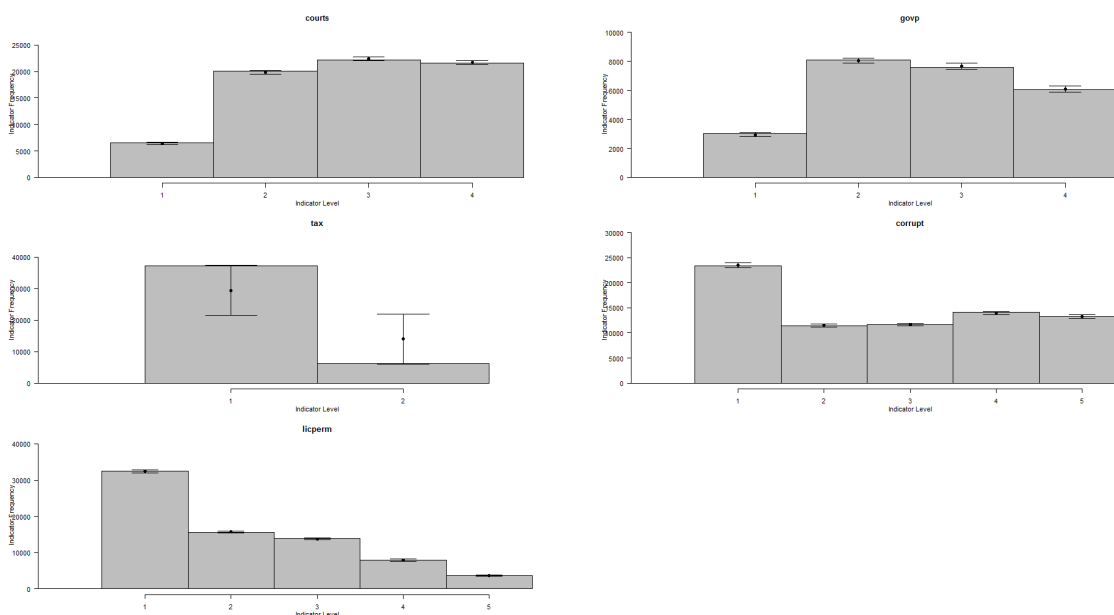 courts
Indicator Frequency
25000
20000
15000
10000
5000
0
1 2 3 4
Indicator Level
govp
Indicator Frequency
10000
8000
6000
4000
2000
0
1 2 3 4
Indicator Level
tax
Indicator Frequency
40000
30000
20000
10000
0
1 2
Indicator Level
corrupt
Indicator Frequency
30000
25000
20000
15000
10000
5000
0
1 2 3 4 5
Indicator Level
licperm
Indicator Frequency
40000
30000
20000
10000
0
1 2 3 4 5
Indicator Level